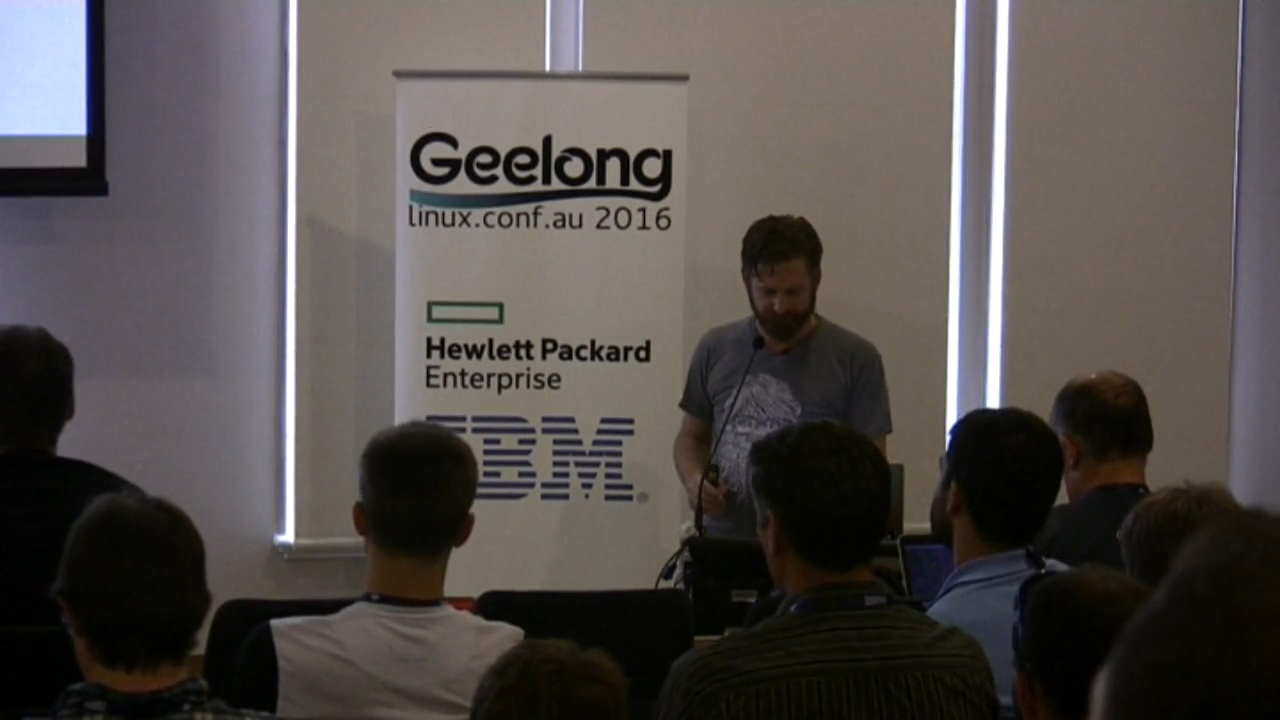 Geelong
linux.conf.au 2016
Hewlett Packard
Enterprise
IBM